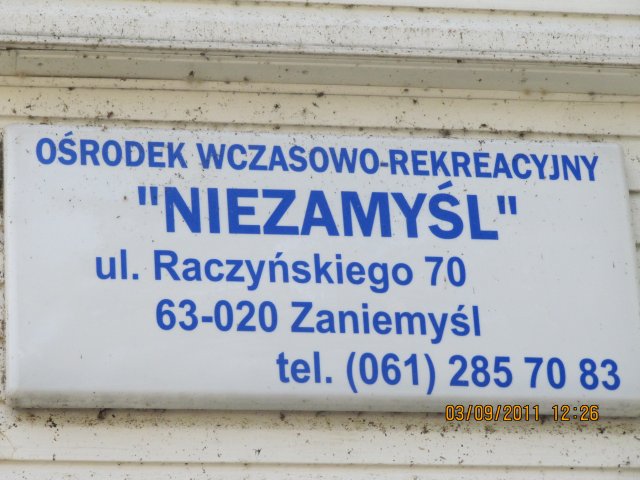 OŚRODEK WCZASOWO-REKREACYJNY
"NIEZAMYŚL"
ul. Raczyńskiego 70
63-020 Zaniemyśl
tel. (061) 285 70 83
03/09/2011 12:26